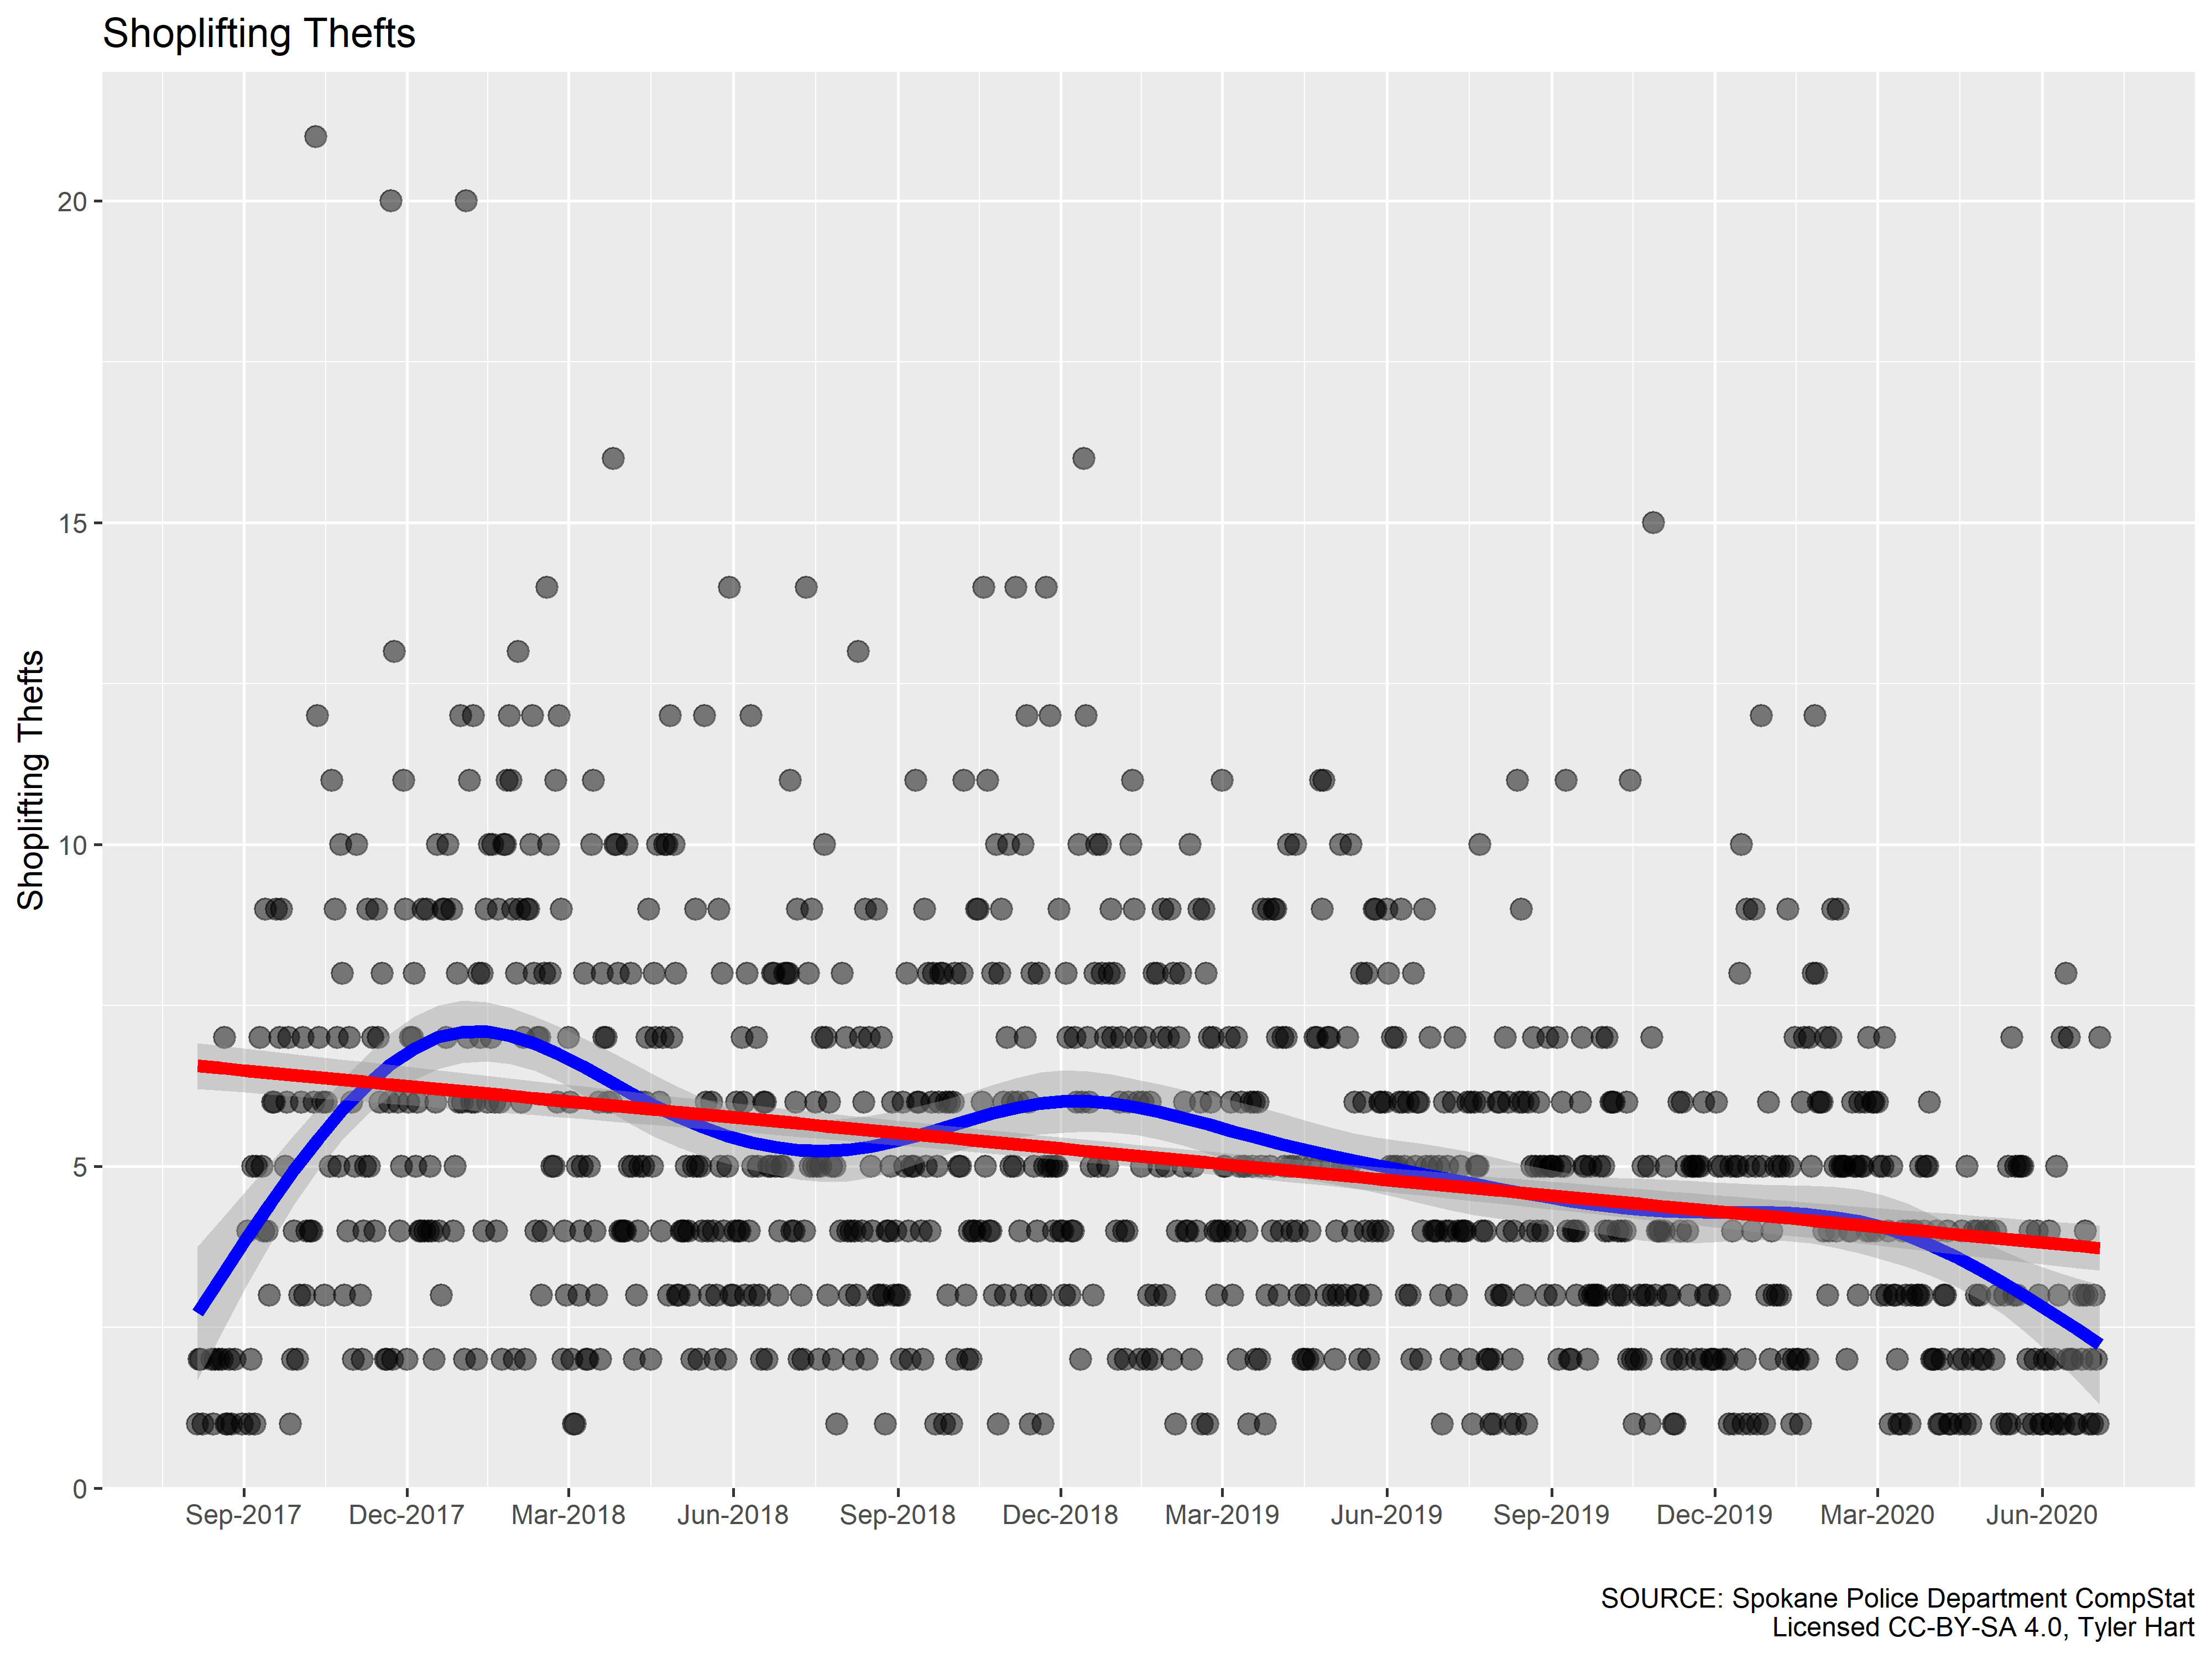 Shoplifting Thefts
Shoplifting Thefts
20
15
10
5
0
Sep-2017 Dec-2017 Mar-2018 Jun-2018 Sep-2018 Dec-2018 Mar-2019 Jun-2019 Sep-2019 Dec-2019 Mar-2020 Jun-2020
SOURCE: Spokane Police Department CompStat
Licensed CC-BY-SA 4.0, Tyler Hart